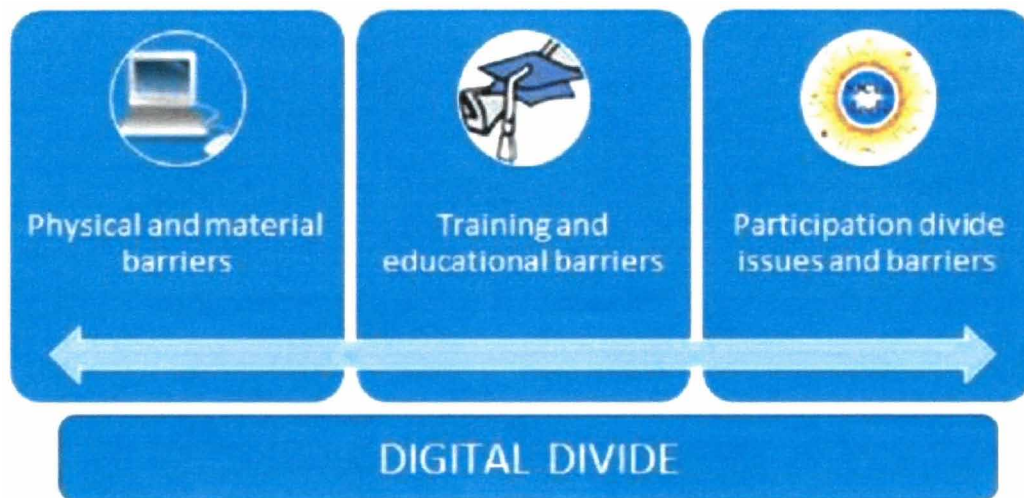 Physical and material
barriers
Training and
educational barriers
Participation divide
issues and barriers
DIGITAL DIVIDE